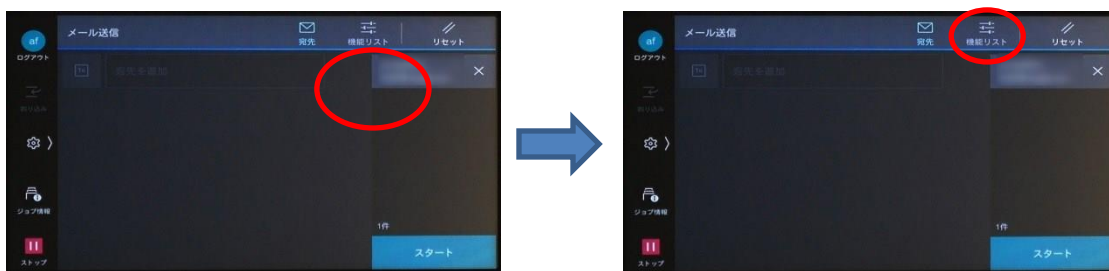 メール送信
宛先
機能リスト
リセット
af
ログアウト
To
宛先を追加
割り込み
ジョブ情報
1件
ストップ
スタート
メール送信
宛先
機能リスト
リセット
af
ログアウト
To
宛先を追加
割り込み
ジョブ情報
1件
ストップ
スタート